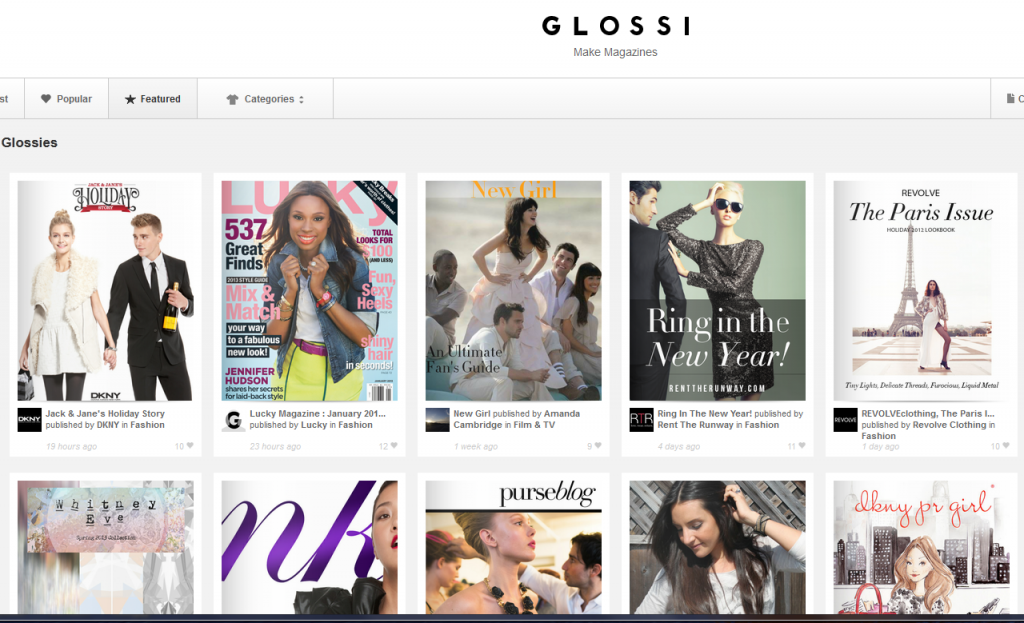 GLOSSI
Make Magazines
st
Popular
Featured
Categories
C
Glossies
JACK & JANE'S
HOLIDAY
STORY
DKNY
LUCKY
537
Great
Finds
2013 STYLE GUIDE
Mix &
Match
your way
to a fabulous
new look!
JENNIFER
HUDSON
shares her secrets
for laid-back style
TOTAL
LOOKS FOR
$100
(AND LESS)
Fun,
Sexy
Heels
shiny
hair
in seconds!
New Girl
An Ultimate
Fan's Guide
Ring in the
New Year!
RENTTHERUNWAY.COM
REVOLVE
The Paris Issue
HOLIDAY 2012 LOOKBOOK
Tiny Lights, Delicate Threads, Furocious, Liquid Metal
DKNY
Jack & Jane's Holiday Story
published by DKNY in Fashion
19 hours ago
10
G
Lucky Magazine : January 201...
published by Lucky in Fashion
23 hours ago
12
New Girl published by Amanda
Cambridge in Film & TV
1 week ago
9
RTR
Ring In The New Year! published by
Rent The Runway in Fashion
4 days ago
11
REVOLVE
REVOLVEclothing, The Paris I...
published by Revolve Clothing in
Fashion
1 day ago
10
Whitney
Eve
Spring 2013 Collection
nk
purseblog
dkny pr girl